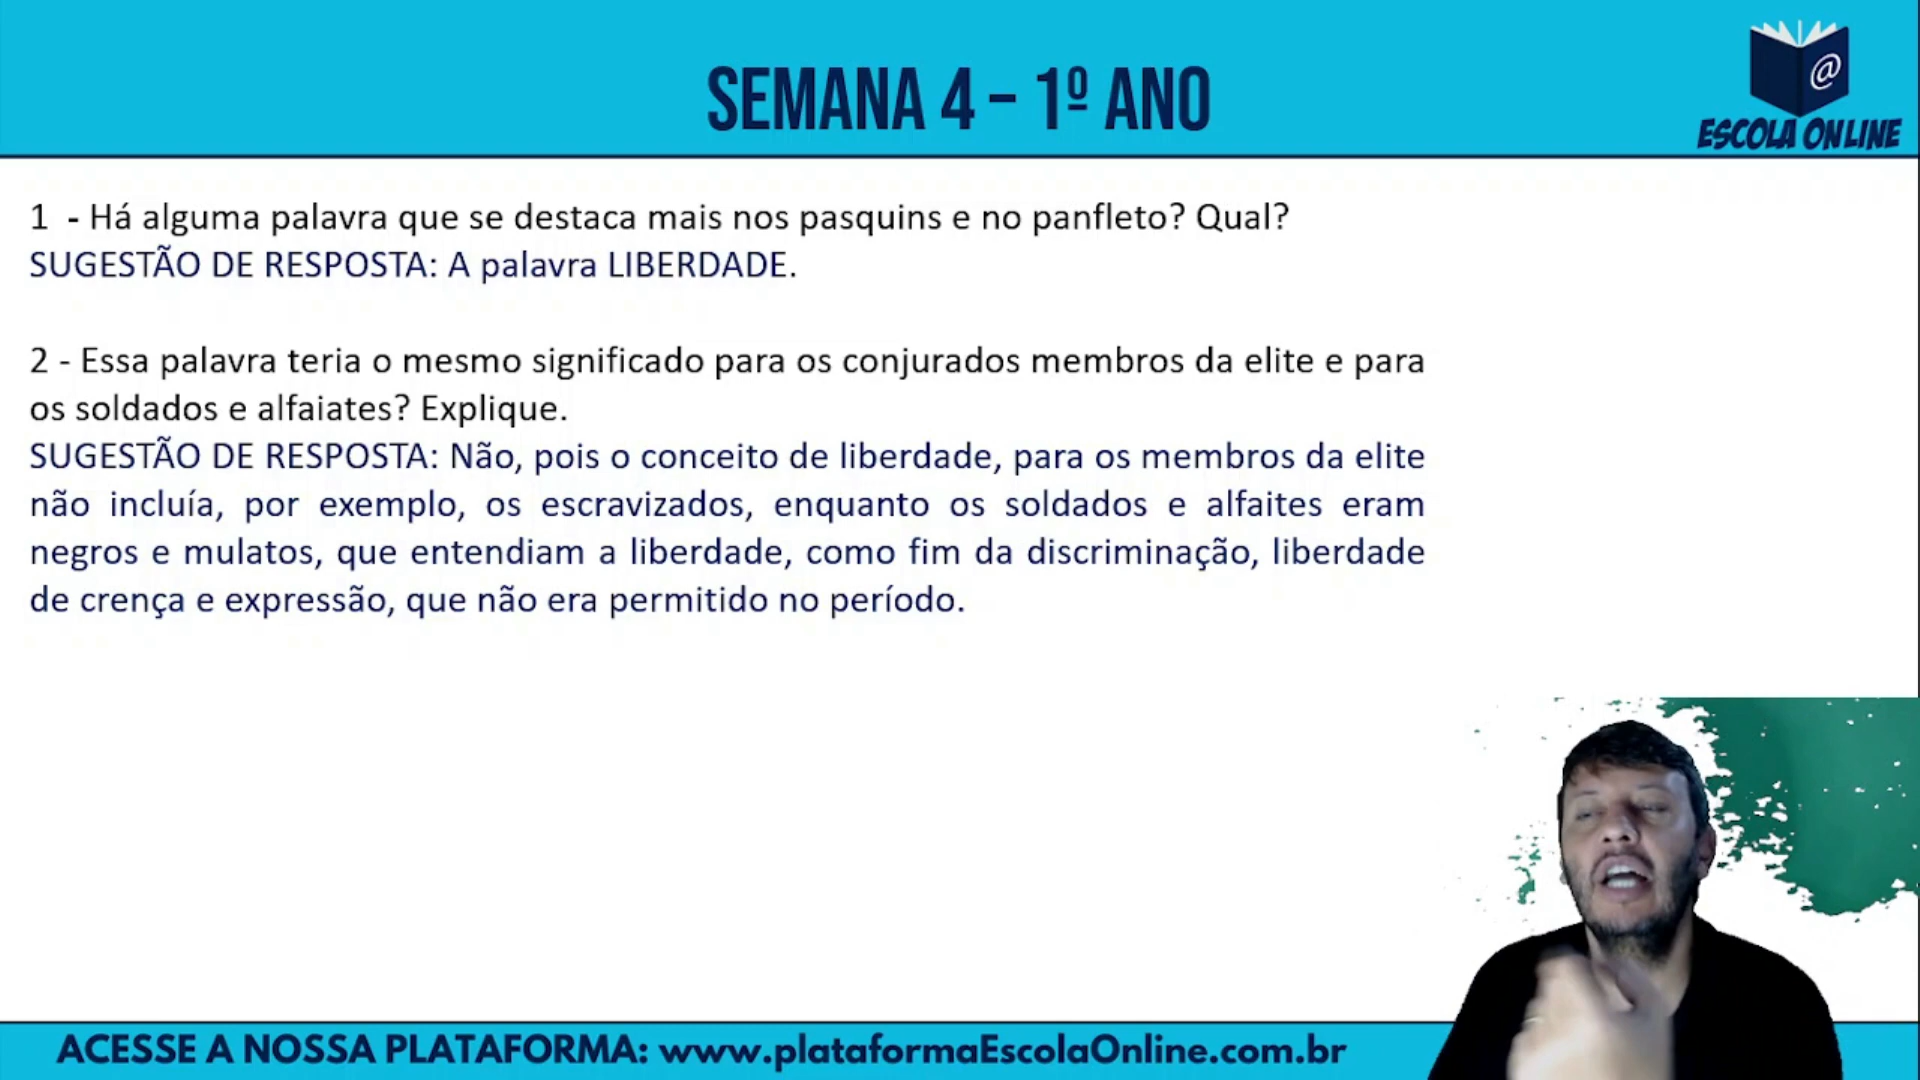 SEMANA 4 – 1º ANO
@
ESCOLA ONLINE
1 - Há alguma palavra que se destaca mais nos pasquins e no panfleto? Qual?
SUGESTÃO DE RESPOSTA: A palavra LIBERDADE.
2 - Essa palavra teria o mesmo significado para os conjurados membros da elite e para
os soldados e alfaiates? Explique.
SUGESTÃO DE RESPOSTA: Não, pois o conceito de liberdade, para os membros da elite
não incluía, por exemplo, os escravizados, enquanto os soldados e alfaites eram
negros e mulatos, que entendiam a liberdade, como fim da discriminação, liberdade
de crença e expressão, que não era permitido no período.
ACESSE A NOSSA PLATAFORMA: www.plataformaEscolaOnline.com.br